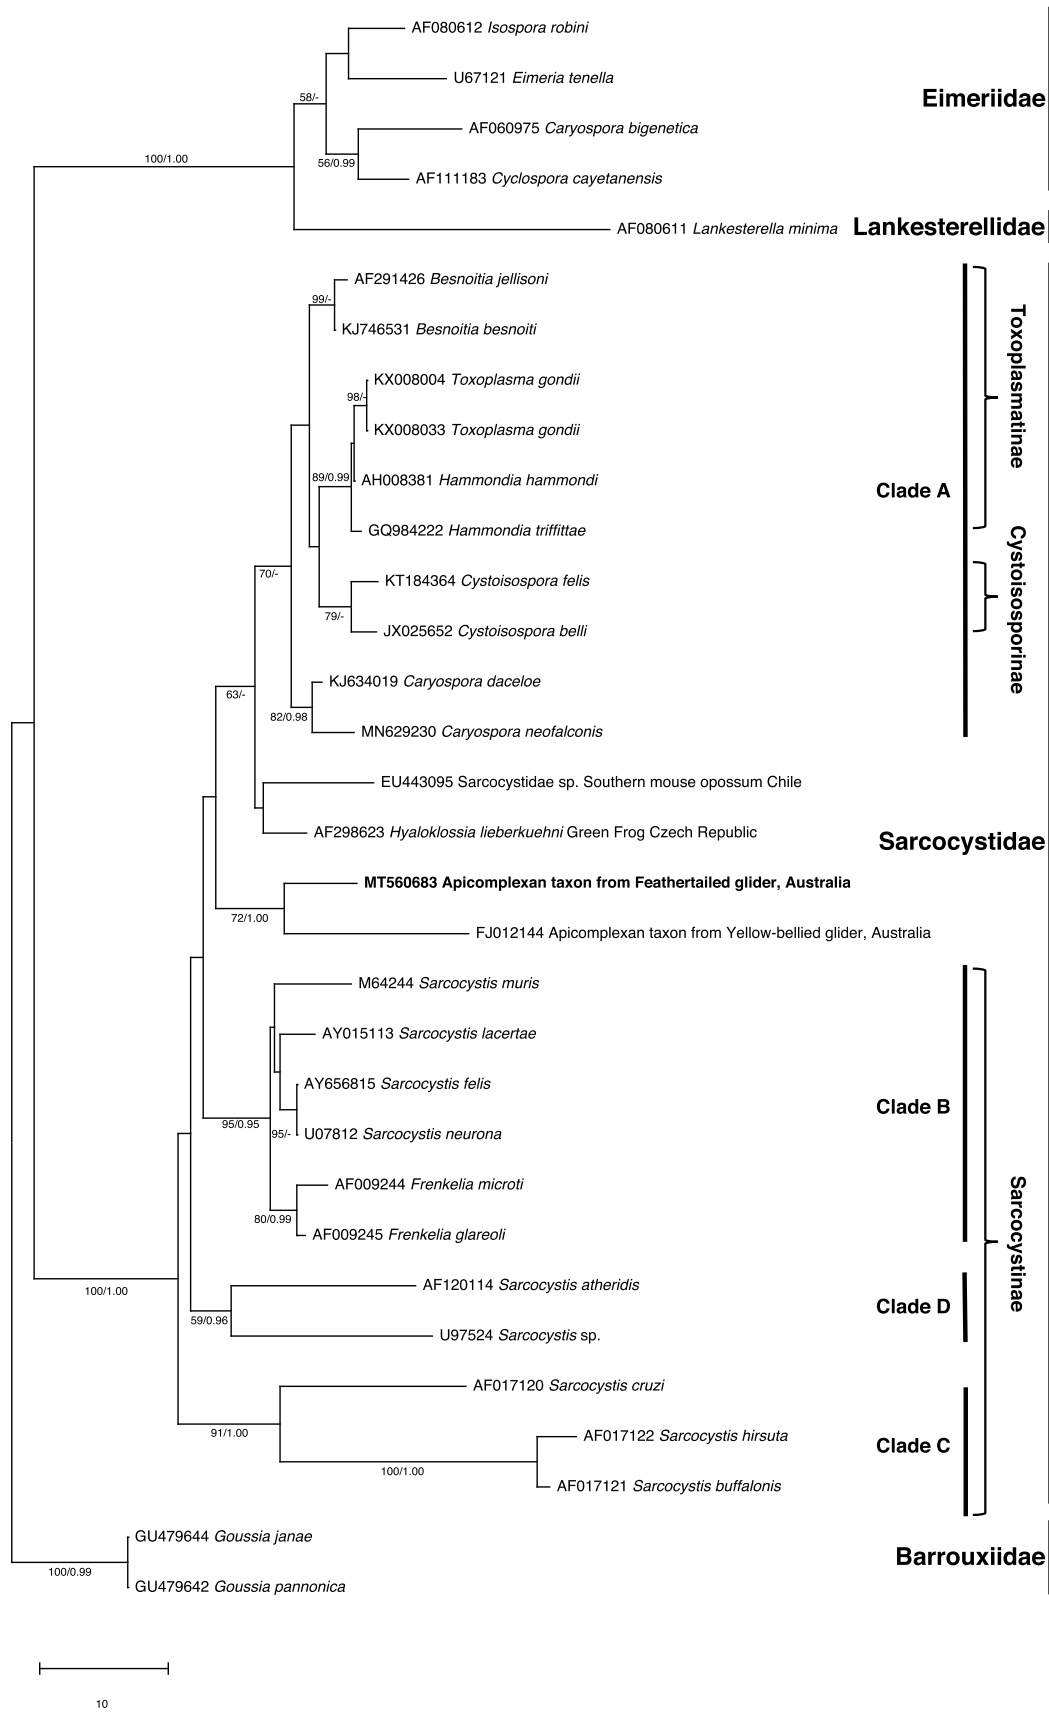 AF080612 Isospora robini
U67121 Eimeria tenella
58/-
Eimeriidae
AF060975 Caryospora bigenetica
56/0.99
100/1.00
AF111183 Cyclospora cayetanensis
AF080611 Lankesterella minima
Lankesterellidae
AF291426 Besnoitia jellisoni
99/-
KJ746531 Besnoitia besnoiti
Toxoplasmatinae
KX008004 Toxoplasma gondii
98/-
KX008033 Toxoplasma gondii
89/0.99
AH008381 Hammondia hammondi
Clade A
GQ984222 Hammondia triffittae
70/-
KT184364 Cystoisospora felis
Cystoisosporinae
79/-
JX025652 Cystoisospora belli
KJ634019 Caryospora daceloe
63/-
82/0.98
MN629230 Caryospora neofalconis
EU443095 Sarcocystidae sp. Southern mouse opossum Chile
AF298623 Hyaloklossia lieberkuehni Green Frog Czech Republic
Sarcocystidae
MT560683 Apicomplexan taxon from Feathertailed glider, Australia
72/1.00
FJ012144 Apicomplexan taxon from Yellow-bellied glider, Australia
M64244 Sarcocystis muris
AY015113 Sarcocystis lacertae
AY656815 Sarcocystis felis
Clade B
95/0.95
95/-
U07812 Sarcocystis neurona
AF009244 Frenkelia microti
80/0.99
AF009245 Frenkelia glareoli
Sarcocystinae
100/1.00
AF120114 Sarcocystis atheridis
Clade D
59/0.96
U97524 Sarcocystis sp.
AF017120 Sarcocystis cruzi
91/1.00
AF017122 Sarcocystis hirsuta
Clade C
100/1.00
AF017121 Sarcocystis buffalonis
GU479644 Goussia janae
Barrouxiidae
100/0.99
GU479642 Goussia pannonica
10